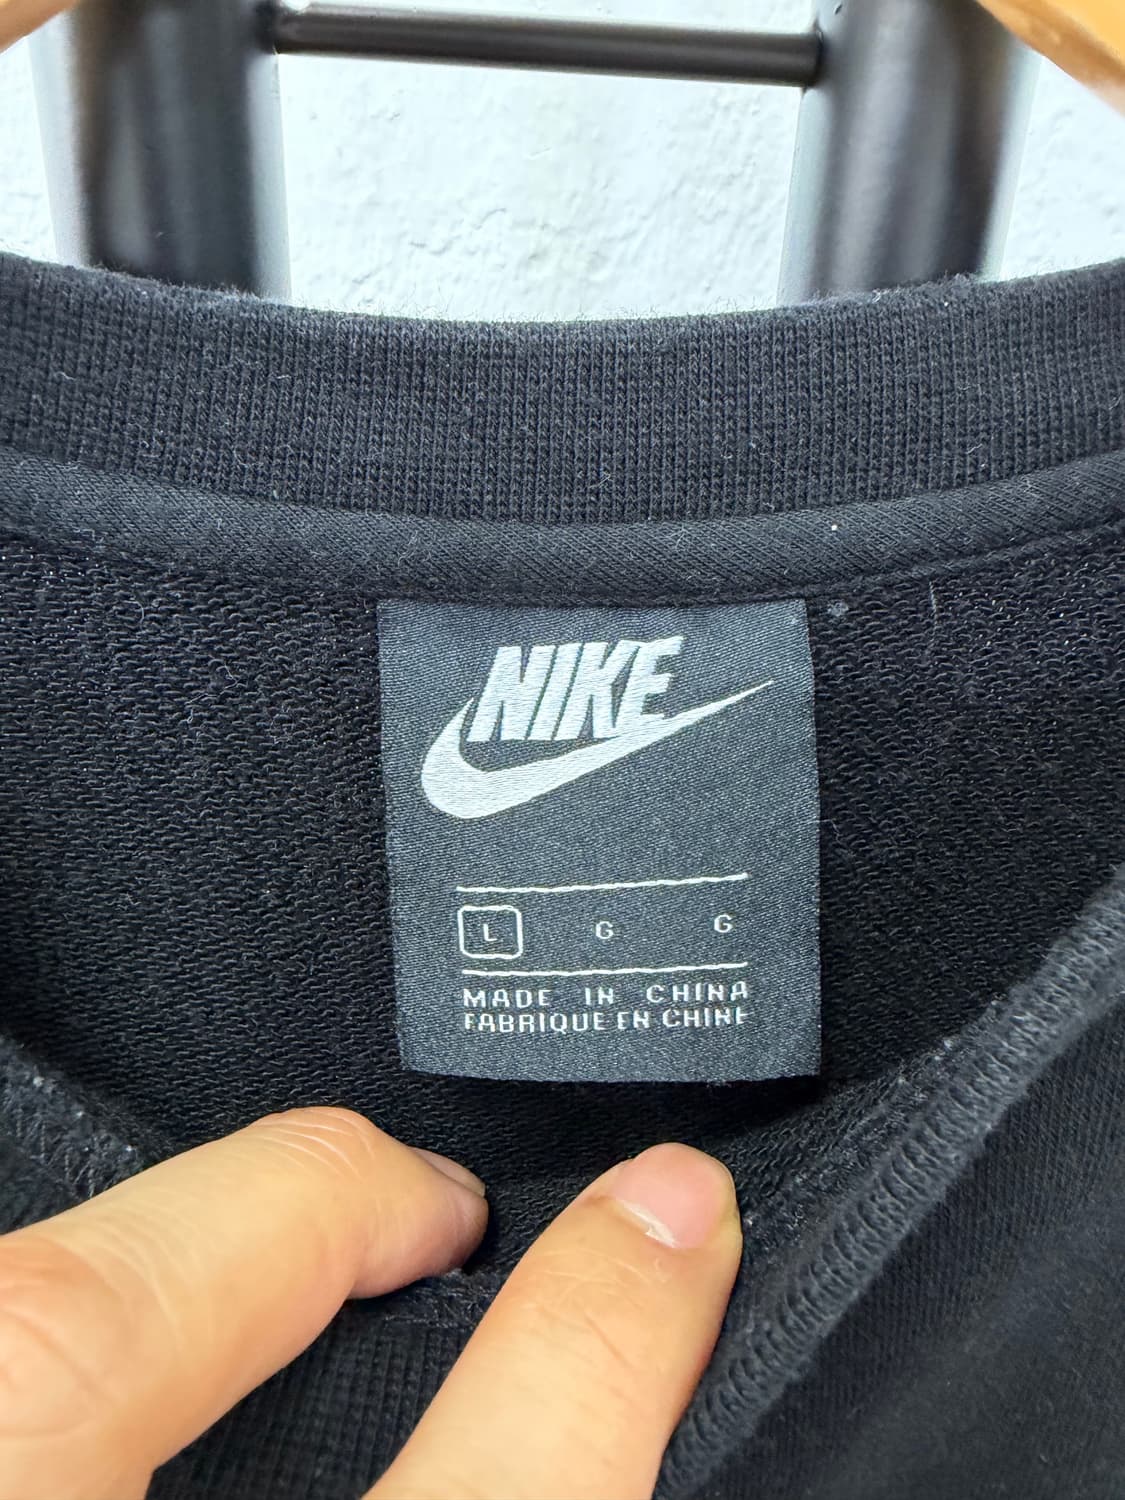 NIKE
L G G
MADE IN CHINA
FABRIQUE EN CHINE